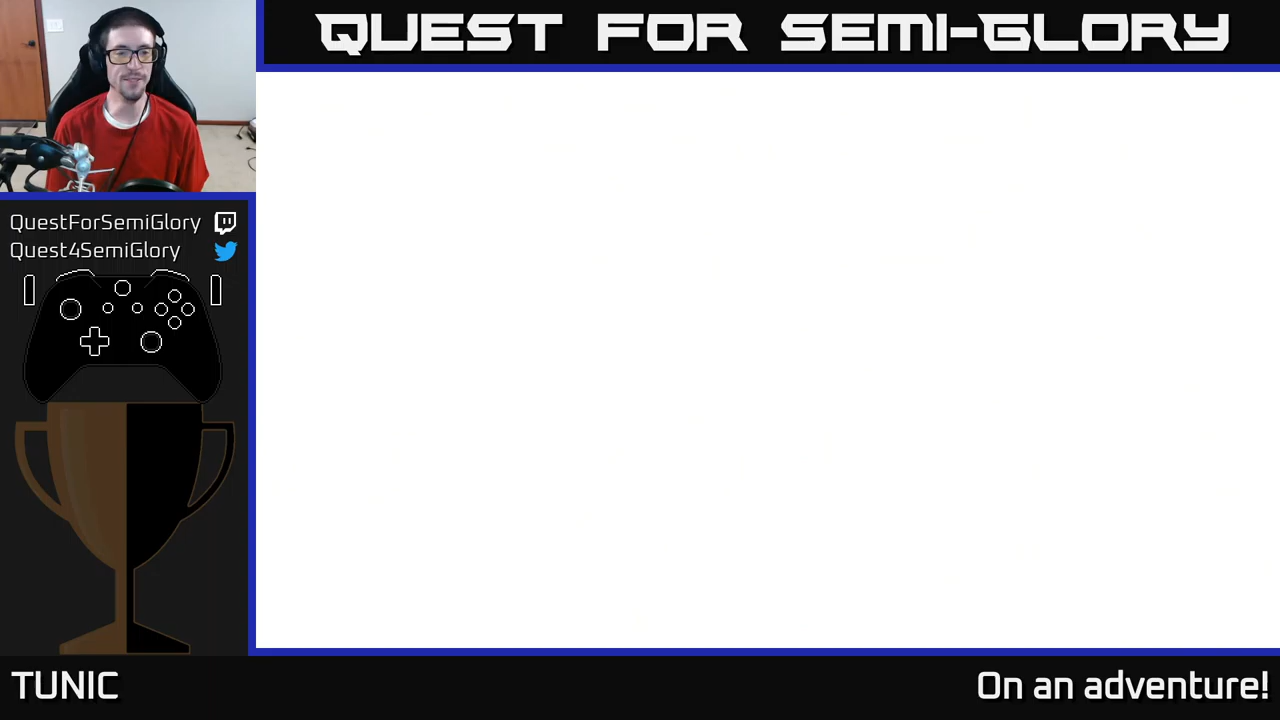 QUEST FOR SEMI-GLORY
QuestForSemiGlory
Quest4SemiGlory
TUNIC
On an adventure!